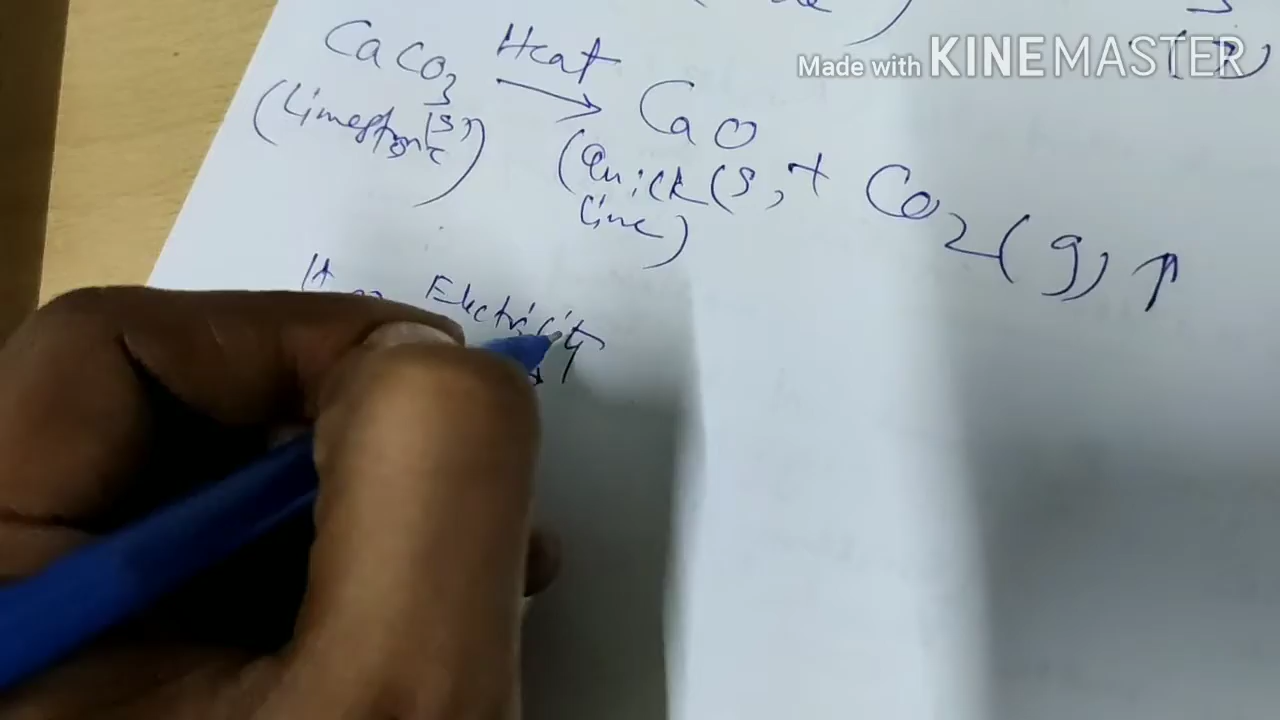 Made with KINEMASTER
CaCO3 Heat
(Limestone (s)) CaO
(Quick (s) + CO2 (g) ↑
lime)
Electricity